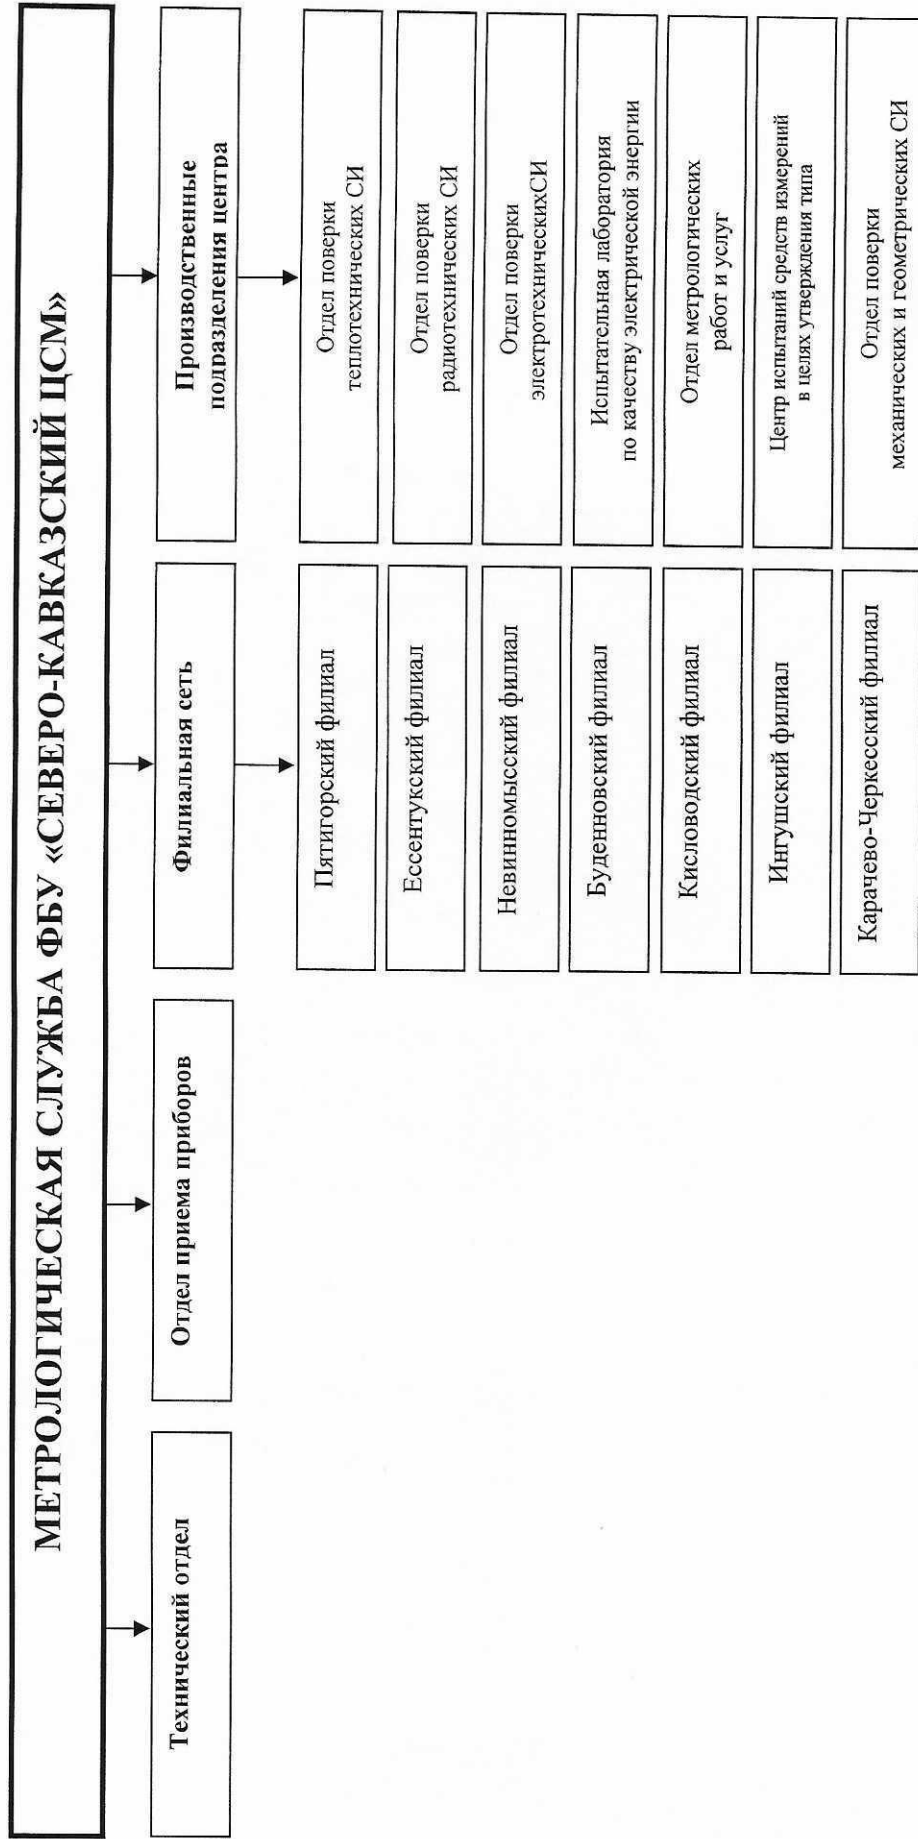 МЕТРОЛОГИЧЕСКАЯ СЛУЖБА ФБУ «СЕВЕРО-КАВКАЗСКИЙ ЦСМ»
Технический отдел
Отдел приема приборов
Филиальная сеть
Производственные
подразделения центра
Пятигорский филиал
Ессентукский филиал
Невинномысский филиал
Буденновский филиал
Кисловодский филиал
Ингушский филиал
Карачево-Черкесский филиал
Отдел поверки
теплотехнических СИ
Отдел поверки
радиотехнических СИ
Отдел поверки
электротехническихСИ
Испытательная лаборатория
по качеству электрической энергии
Отдел метрологических
работ и услуг
Центр испытаний средств измерений
в целях утверждения типа
Отдел поверки
механических и геометрических СИ